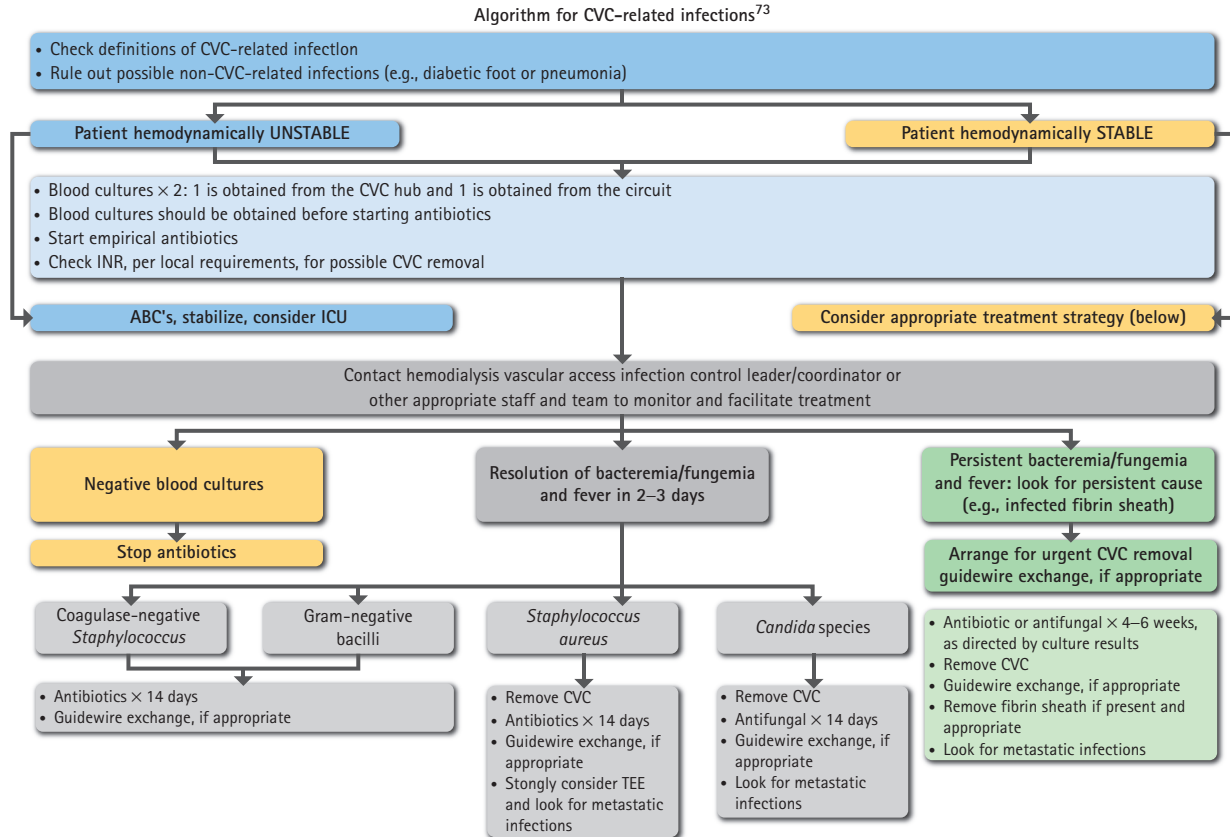 Algorithm for CVC-related infections73
• Check definitions of CVC-related infectIon
• Rule out possible non-CVC-related infections (e.g., diabetic foot or pneumonia)
Patient hemodynamically UNSTABLE
Patient hemodynamically STABLE
• Blood cultures × 2: 1 is obtained from the CVC hub and 1 is obtained from the circuit
• Blood cultures should be obtained before starting antibiotics
• Start empirical antibiotics
• Check INR, per local requirements, for possible CVC removal
ABC's, stabilize, consider ICU
Consider appropriate treatment strategy (below)
Contact hemodialysis vascular access infection control leader/coordinator or
other appropriate staff and team to monitor and facilitate treatment
Negative blood cultures
Stop antibiotics
Resolution of bacteremia/fungemia
and fever in 2–3 days
Persistent bacteremia/fungemia
and fever: look for persistent cause
(e.g., infected fibrin sheath)
Arrange for urgent CVC removal
guidewire exchange, if appropriate
Coagulase-negative
Staphylococcus
Gram-negative
bacilli
Staphylococcus
aureus
Candida species
• Antibiotics × 14 days
• Guidewire exchange, if appropriate
• Remove CVC
• Antibiotics × 14 days
• Guidewire exchange, if
appropriate
• Strongly consider TEE
and look for metastatic
infections
• Remove CVC
• Antifungal × 14 days
• Guidewire exchange, if
appropriate
• Look for metastatic
infections
• Antibiotic or antifungal × 4–6 weeks,
as directed by culture results
• Remove CVC
• Guidewire exchange, if appropriate
• Remove fibrin sheath if present and
appropriate
• Look for metastatic infections